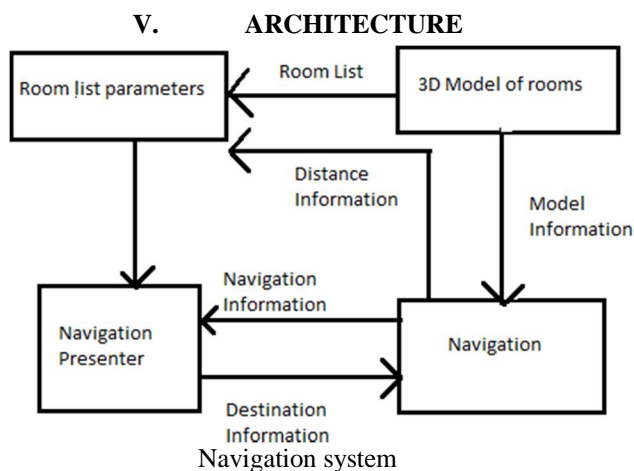 V. ARCHITECTURE
Room list parameters
Room List
3D Model of rooms
Distance
Information
Model
Information
Navigation
Information
Navigation
Presenter
Navigation
Destination
Information
Navigation system